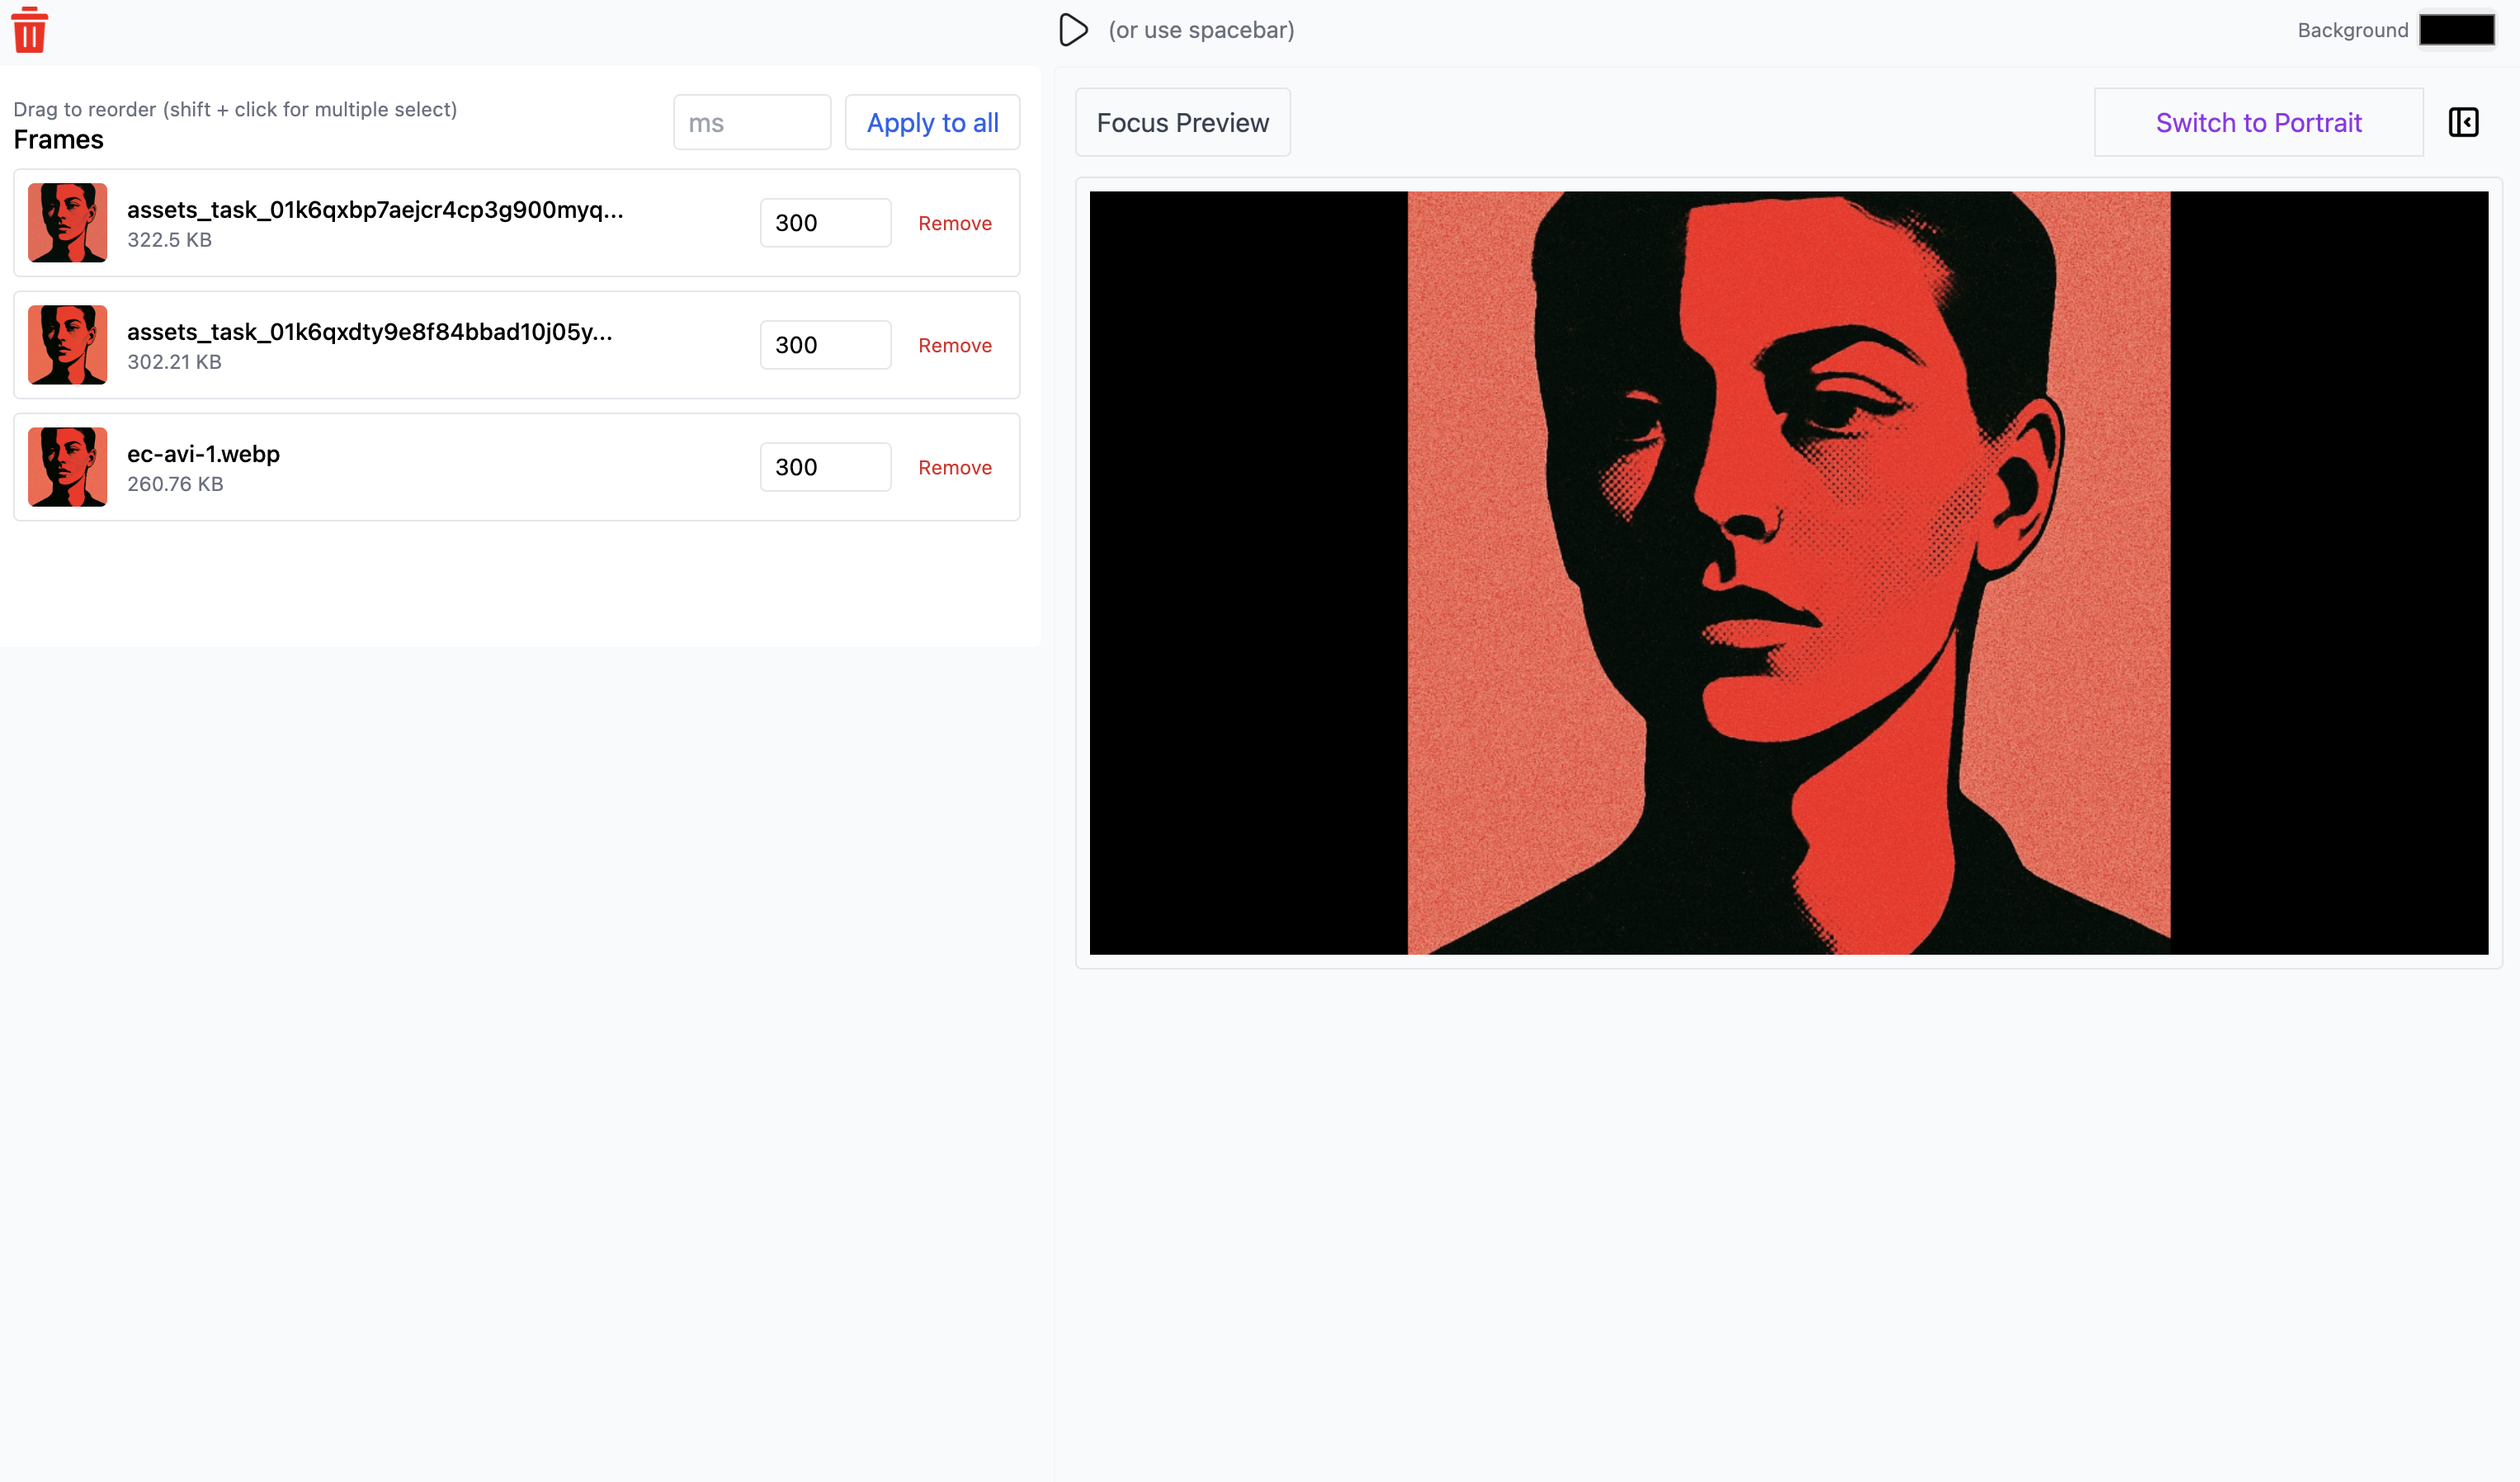 (or use spacebar)
Background
Drag to reorder (shift + click for multiple select)
Frames
ms
Apply to all
Focus Preview
Switch to Portrait
assets_task_01k6qxbp7aejcr4cp3g900myq...
322.5 KB
300
Remove
assets_task_01k6qxdty9e8f84bbad10j05y...
302.21 KB
300
Remove
ec-avi-1.webp
260.76 KB
300
Remove